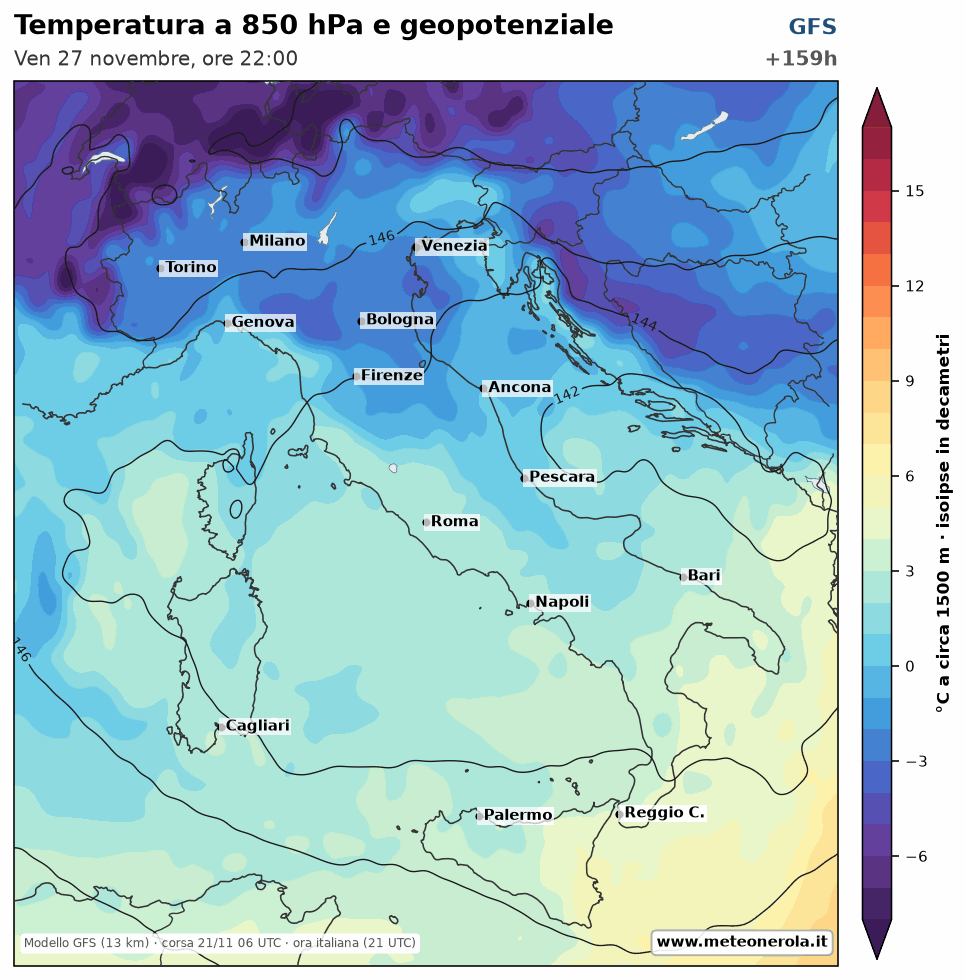 Temperatura a 850 hPa e geopotenziale
GFS
Ven 27 novembre, ore 22:00
+159h
146
Milano
Venezia
Torino
Genova
Bologna
144
Firenze
Ancona
142
Pescara
Roma
Bari
Napoli
146
Cagliari
Palermo
Reggio C.
Modello GFS (13 km) · corsa 21/11 06 UTC · ora italiana (21 UTC)
www.meteonerola.it
15
12
9
6
3
0
−3
−6
°C a circa 1500 m · isoipse in decametri